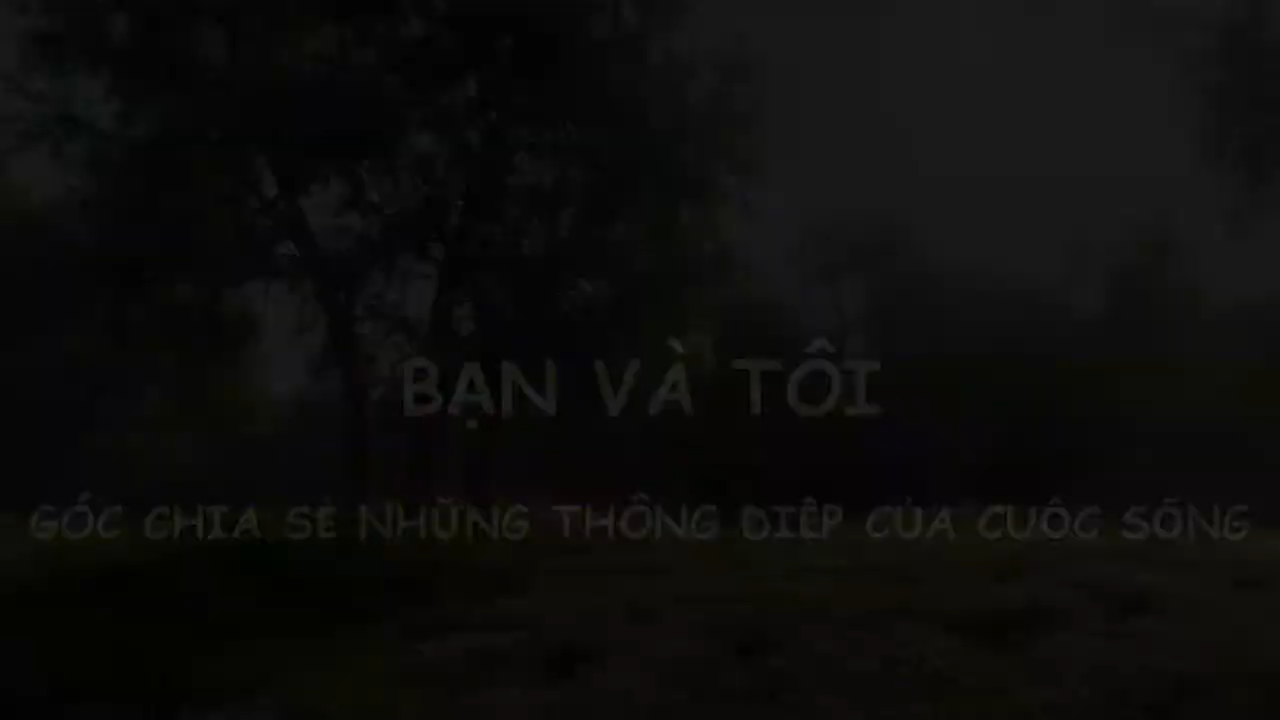 BẠN VÀ TÔI
GÓC CHIA SẺ NHỮNG THÔNG ĐIỆP CỦA CUỘC SỐNG